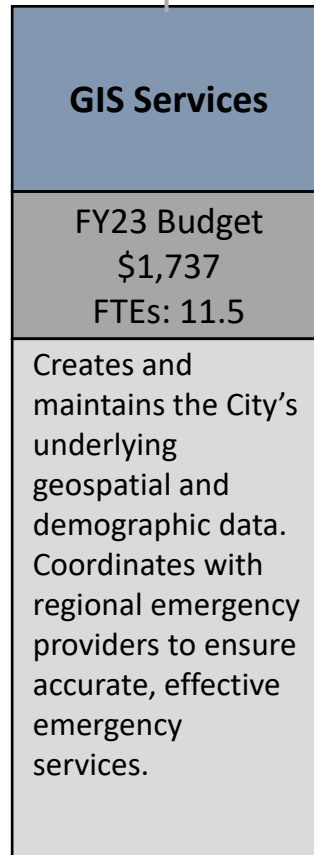 GIS Services
FY23 Budget
$1,737
FTEs: 11.5
Creates and
maintains the City’s
underlying
geospatial and
demographic data.
Coordinates with
regional emergency
providers to ensure
accurate, effective
emergency
services.